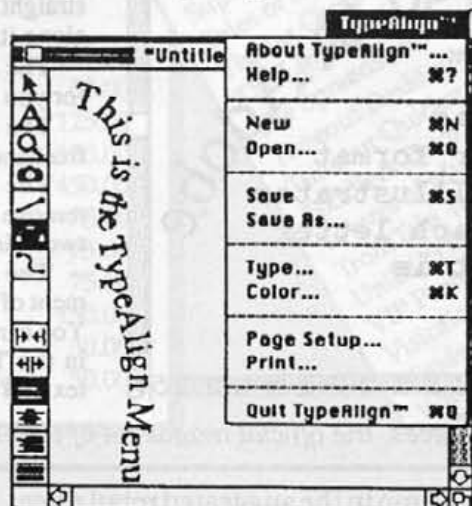 TypeAlign™
"Untitle
About TypeAlign™...
Help... ⌘?
New ⌘N
Open... ⌘O
Save ⌘S
Save As...
Type... ⌘T
Color... ⌘K
Page Setup...
Print...
Quit TypeAlign™ ⌘Q
This is the TypeAlign Menu